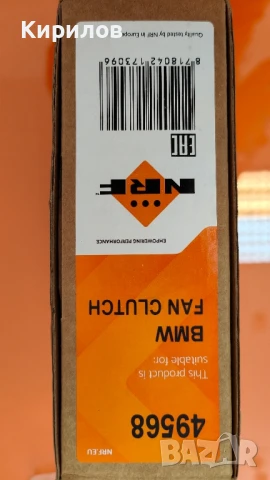 Кирилов
NRF.EU
49568
This product is
suitable for:
BMW
FAN CLUTCH
EMPOWERING PERFORMANCE
NRF
EAC
8 718042 173096
Quality tested by NRF in Europe
BAZAR